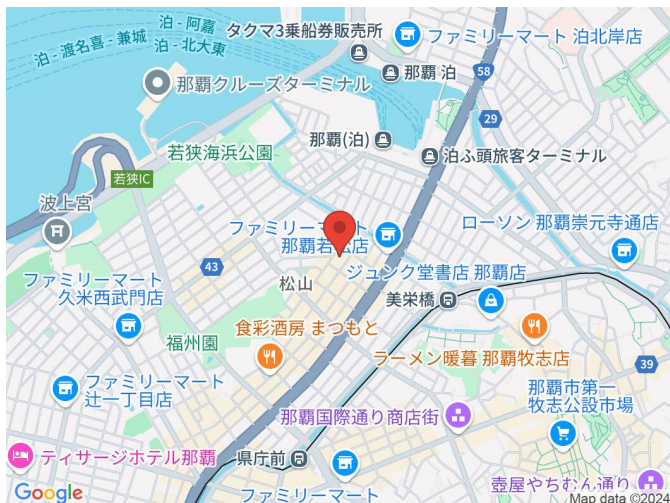 タクマ3乗船券販売所
泊 - 阿嘉
泊 - 渡名喜 - 兼城
泊 - 北大東
ファミリーマート 泊北岸店
那覇 泊
58
那覇クルーズターミナル
29
那覇(泊)
泊ふ頭旅客ターミナル
若狭海浜公園
若狭IC
波上宮
ローソン 那覇崇元寺通店
ファミリーマート
那覇若松店
43
ジュンク堂書店 那覇店
ファミリーマート
久米西武門店
松山
美栄橋
福州園
食彩酒房 まつもと
ラーメン暖暮 那覇牧志店
39
ファミリーマート
辻一丁目店
那覇市第一
牧志公設市場
那覇国際通り商店街
ティサージホテル那覇
県庁前
壺屋やちむん通り
Google
ファミリーマート
Map data ©2024